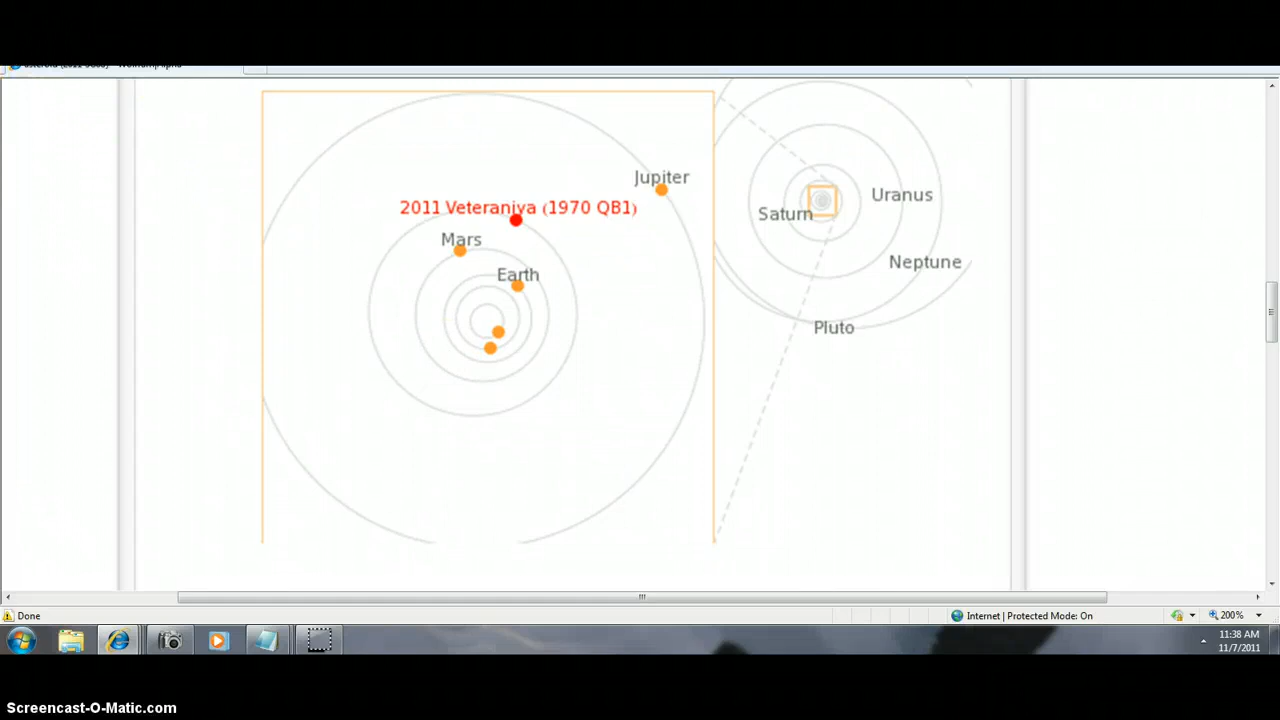 Jupiter
2011 Veteraniya (1970 QB1)
Mars
Earth
Uranus
Saturn
Neptune
Pluto
Done
Internet | Protected Mode: On
200%
11:38 AM
11/7/2011
Screencast-O-Matic.com